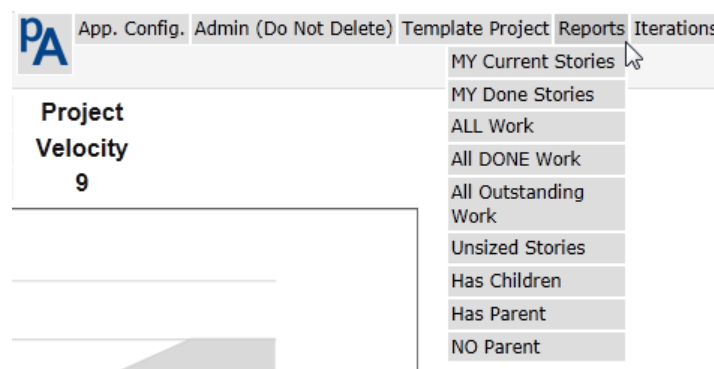 PA App. Config. Admin (Do Not Delete) Template Project Reports Iterations
MY Current Stories
MY Done Stories
ALL Work
All DONE Work
All Outstanding
Work
Unsized Stories
Has Children
Has Parent
NO Parent
Project
Velocity
9